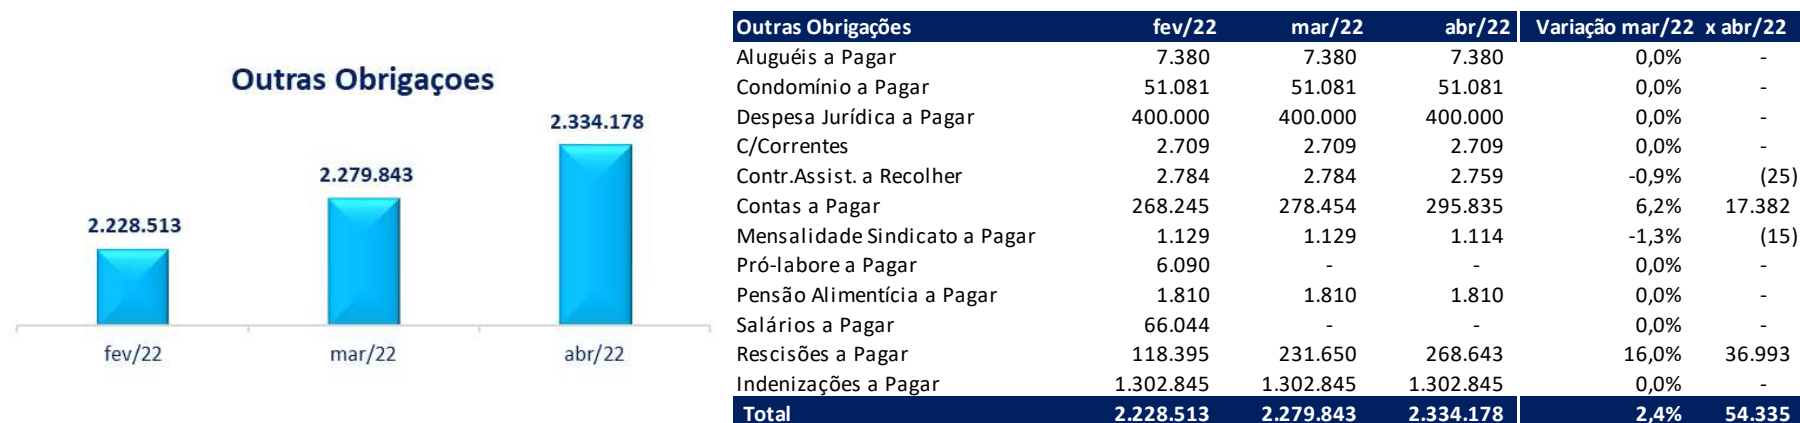 Outras Obrigaçoes
2.334.178
2.279.843
2.228.513
fev/22 mar/22 abr/22
Outras Obrigações fev/22 mar/22 abr/22 Variação mar/22 x abr/22
Aluguéis a Pagar 7.380 7.380 7.380 0,0% -
Condomínio a Pagar 51.081 51.081 51.081 0,0% -
Despesa Jurídica a Pagar 400.000 400.000 400.000 0,0% -
C/Correntes 2.709 2.709 2.709 0,0% -
Contr.Assist. a Recolher 2.784 2.784 2.759 -0,9% (25)
Contas a Pagar 268.245 278.454 295.835 6,2% 17.382
Mensalidade Sindicato a Pagar 1.129 1.129 1.114 -1,3% (15)
Pró-labore a Pagar 6.090 - - 0,0% -
Pensão Alimentícia a Pagar 1.810 1.810 1.810 0,0% -
Salários a Pagar 66.044 - - 0,0% -
Rescisões a Pagar 118.395 231.650 268.643 16,0% 36.993
Indenizações a Pagar 1.302.845 1.302.845 1.302.845 0,0% -
Total 2.228.513 2.279.843 2.334.178 2,4% 54.335